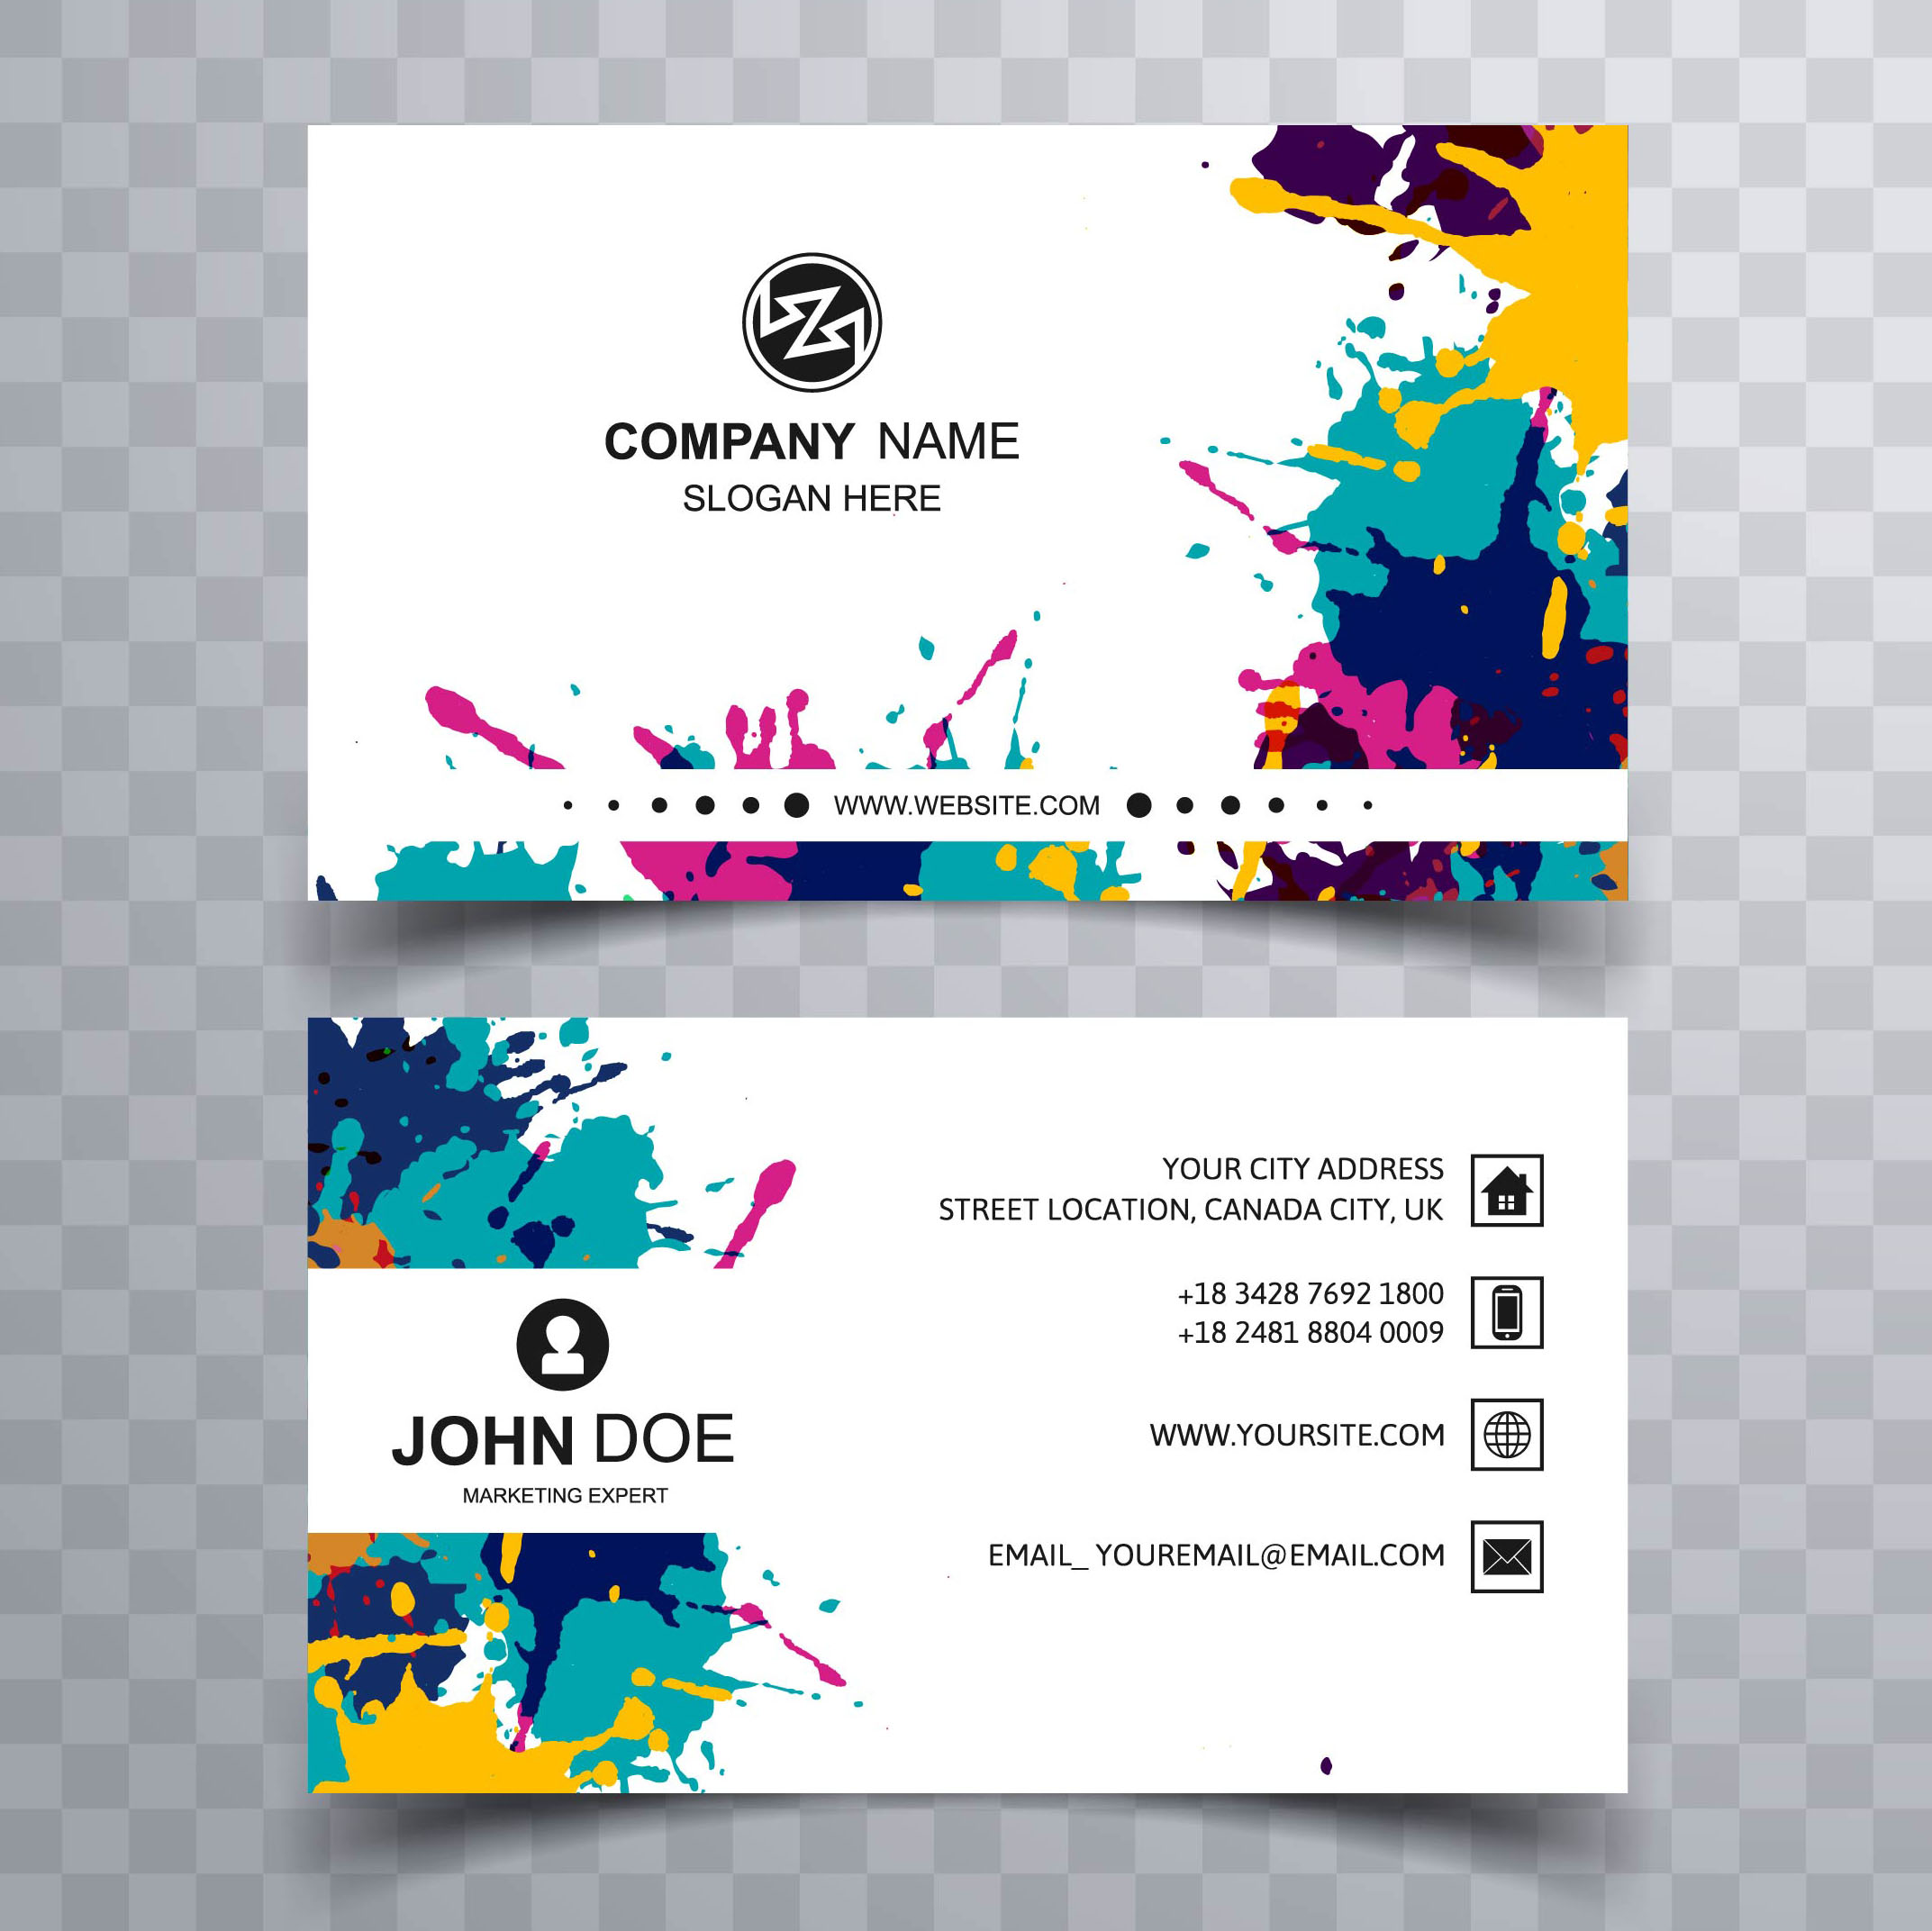 COMPANY NAME
SLOGAN HERE
WWW.WEBSITE.COM
YOUR CITY ADDRESS
STREET LOCATION, CANADA CITY, UK
+18 3428 7692 1800
+18 2481 8804 0009
JOHN DOE
MARKETING EXPERT
WWW.YOURSITE.COM
EMAIL_ YOUREMAIL@EMAIL.COM